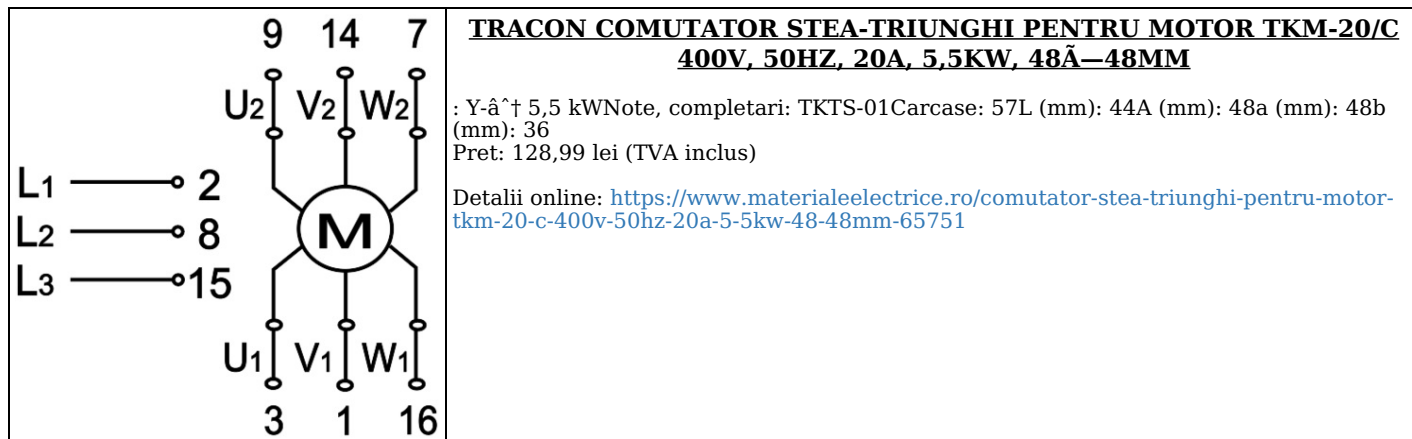 9 14 7
U2 V2 W2
L1 2
L2 8
L3 15
M
U1 V1 W1
3 1 16
TRACON COMUTATOR STEA-TRIUNGHI PENTRU MOTOR TKM-20/C
400V, 50HZ, 20A, 5,5KW, 48Ã—48MM
: Y-âˆ† 5,5 kWNote, completari: TKTS-01Carcase: 57L (mm): 44A (mm): 48a (mm): 48b
(mm): 36
Pret: 128,99 lei (TVA inclus)
Detalii online: https://www.materialeelectrice.ro/comutator-stea-triunghi-pentru-motor-
tkm-20-c-400v-50hz-20a-5-5kw-48-48mm-65751